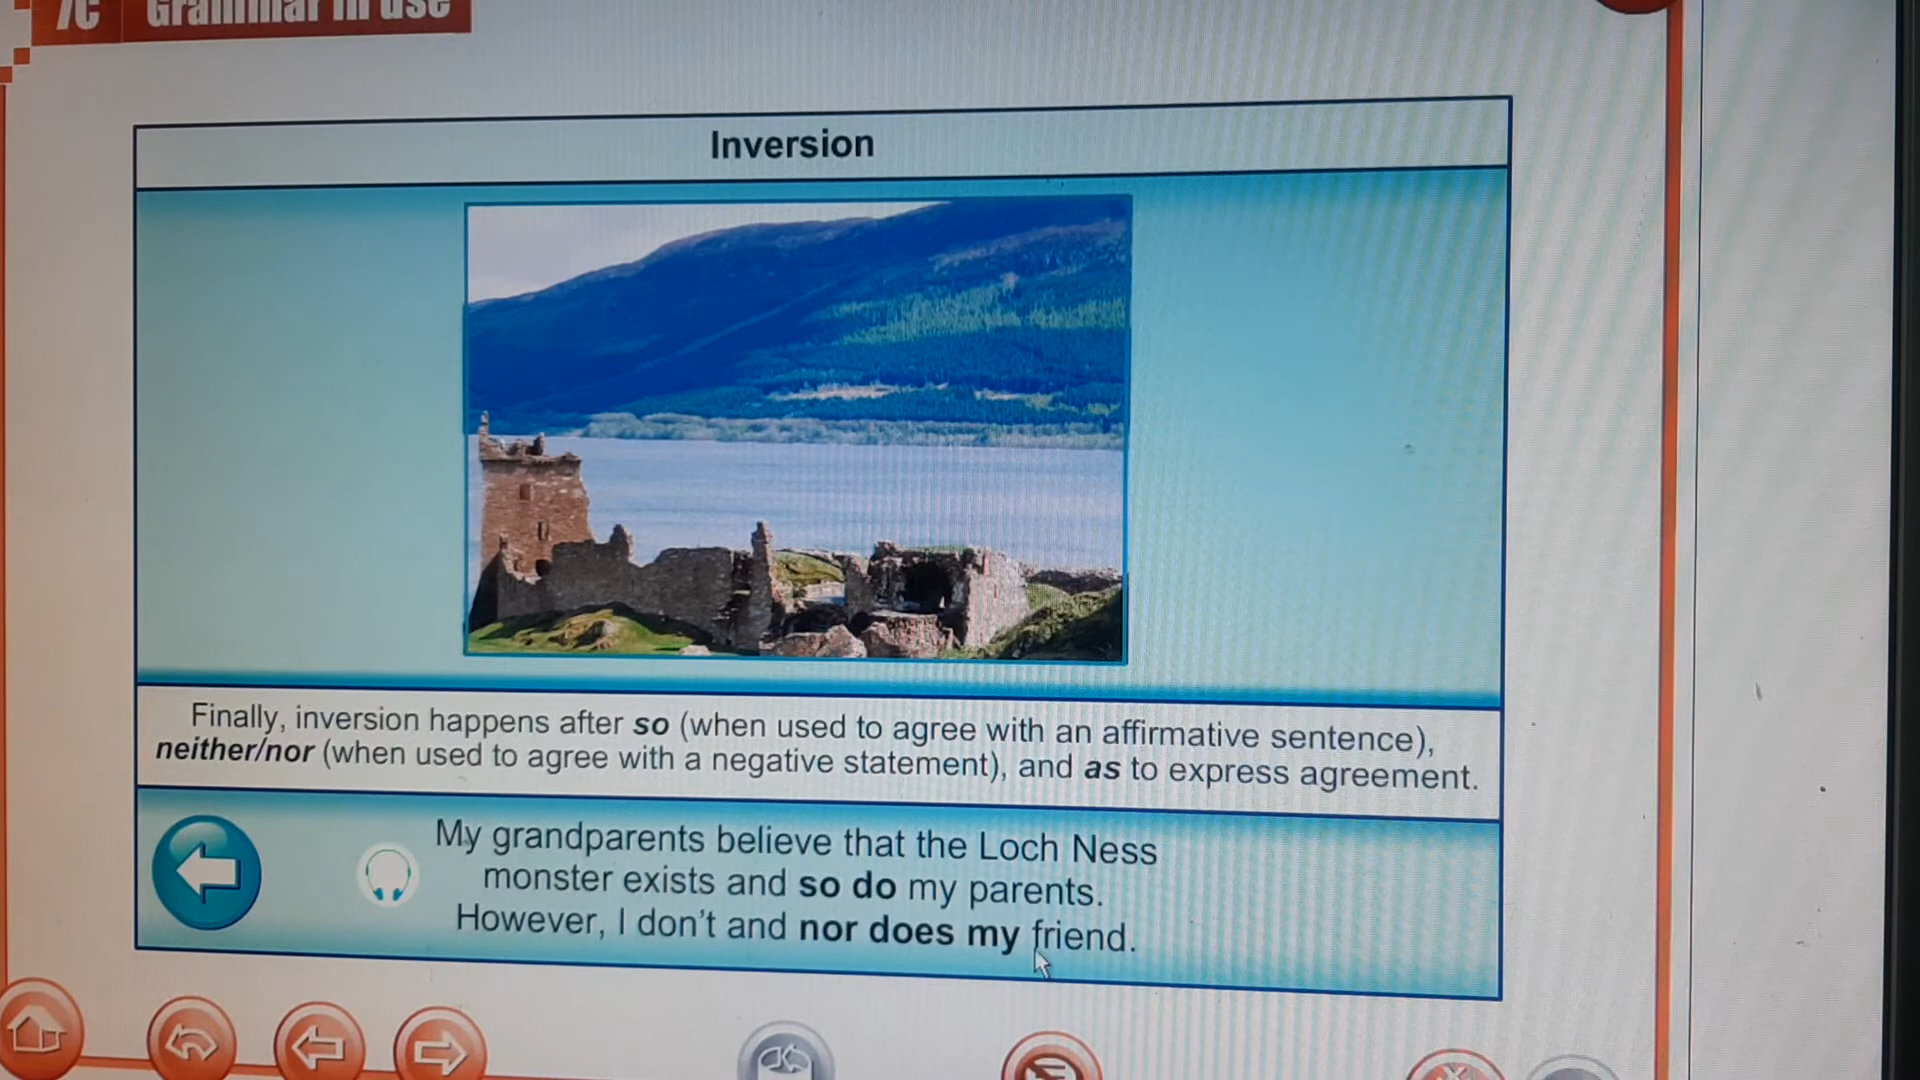 7C Grammar in use
Inversion
Finally, inversion happens after so (when used to agree with an affirmative sentence),
neither/nor (when used to agree with a negative statement), and as to express agreement.
My grandparents believe that the Loch Ness
monster exists and so do my parents.
However, I don't and nor does my friend.